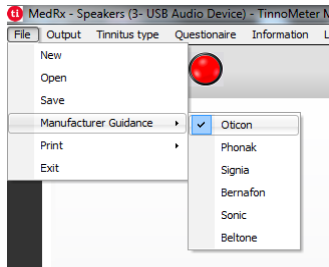 ti MedRx - Speakers (3- USB Audio Device) - TinnoMeter M
File Output Tinnitus type Questionaire Information L
New
Open
Save
Manufacturer Guidance
Print
Exit
Oticon
Phonak
Signia
Bernafon
Sonic
Beltone